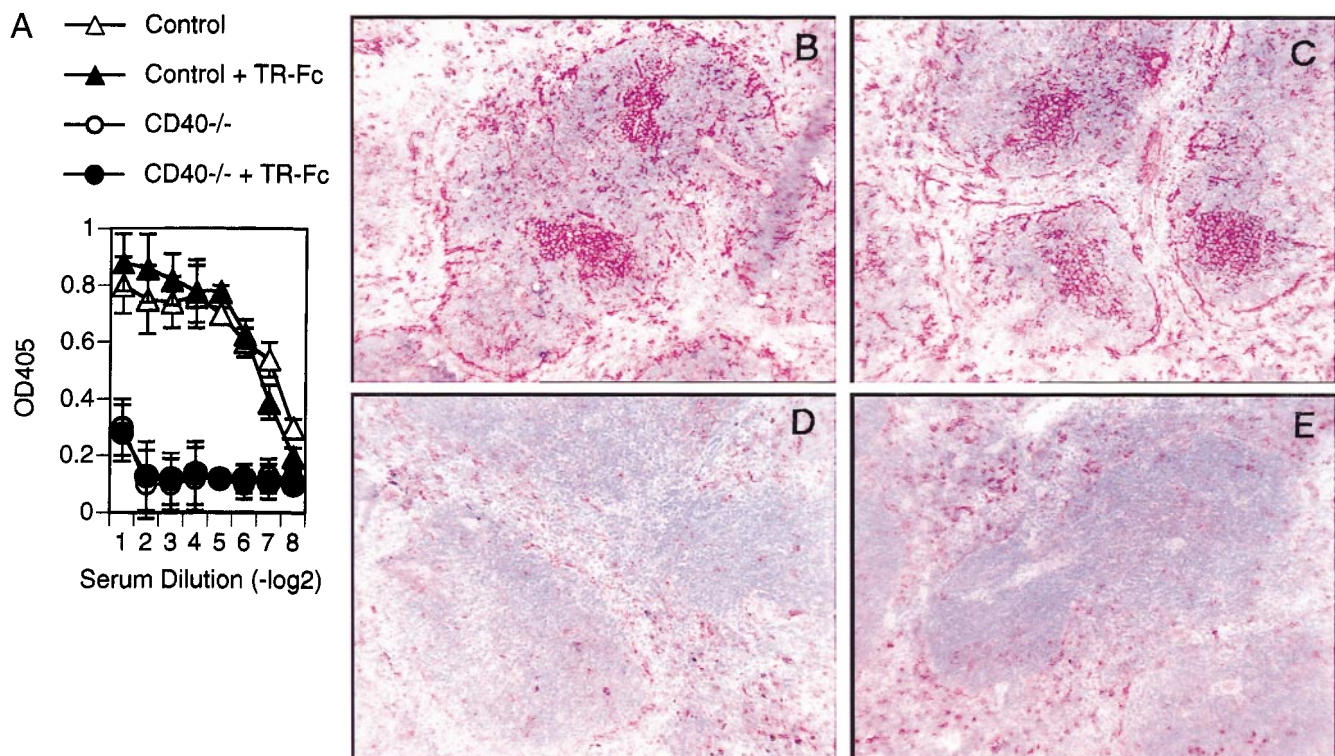 A
Control
Control + TR-Fc
CD40-/-
CD40-/- + TR-Fc
OD405
1
0.8
0.6
0.4
0.2
0
1 2 3 4 5 6 7 8
Serum Dilution (-log2)
B
C
D
E